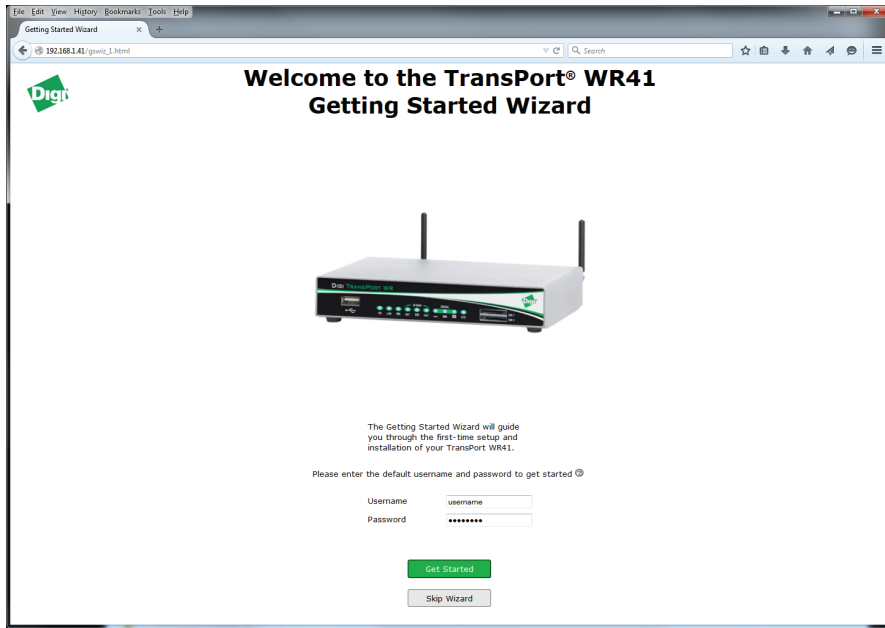 File Edit View History Bookmarks Tools Help
Getting Started Wizard
192.168.1.41/gswiz_1.html
Search
Digi
Welcome to the TransPort® WR41
Getting Started Wizard
DIGI TRANSPORT WR
Digi
The Getting Started Wizard will guide
you through the first-time setup and
installation of your TransPort WR41.
Please enter the default username and password to get started
Username username
Password ••••••••
Get Started
Skip Wizard